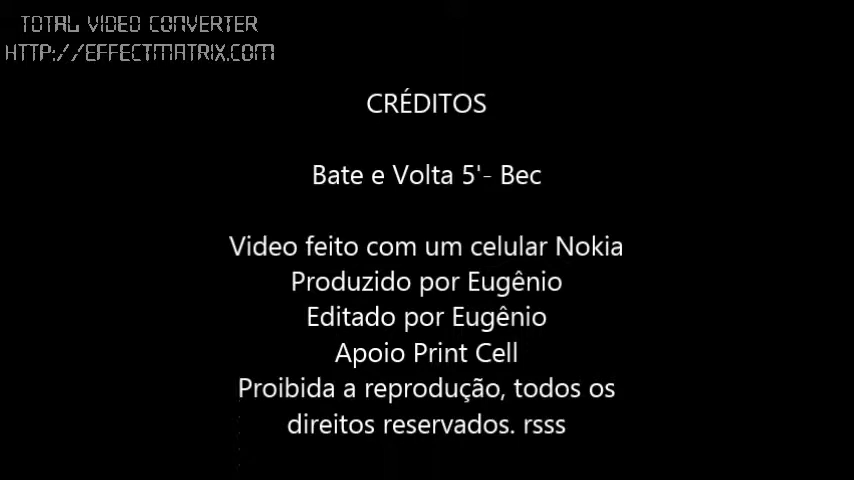 TOTAL VIDEO CONVERTER
HTTP://EFFECTMATRIX.COM
CRÉDITOS
Bate e Volta 5'- Bec
Video feito com um celular Nokia
Produzido por Eugênio
Editado por Eugênio
Apoio Print Cell
Proibida a reprodução, todos os
direitos reservados. rsss